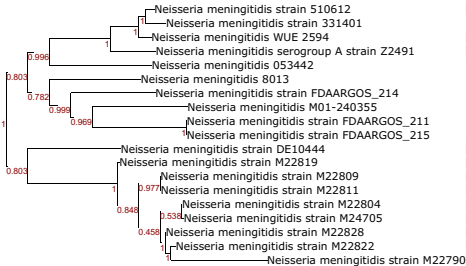 Neisseria meningitidis strain 510612
Neisseria meningitidis strain 331401
1
Neisseria meningitidis WUE 2594
1
1
Neisseria meningitidis serogroup A strain Z2491
0.996
Neisseria meningitidis 053442
0.803
Neisseria meningitidis 8013
0.782
Neisseria meningitidis strain FDAARGOS_214
0.999
Neisseria meningitidis M01-240355
0.969
Neisseria meningitidis strain FDAARGOS_211
1
1
Neisseria meningitidis strain FDAARGOS_215
Neisseria meningitidis strain DE10444
0.803
Neisseria meningitidis strain M22819
1
Neisseria meningitidis strain M22809
0.977
Neisseria meningitidis strain M22811
0.848
Neisseria meningitidis strain M22804
0.538
Neisseria meningitidis strain M24705
0.458
Neisseria meningitidis strain M22828
Neisseria meningitidis strain M22822
1
1
Neisseria meningitidis strain M22790